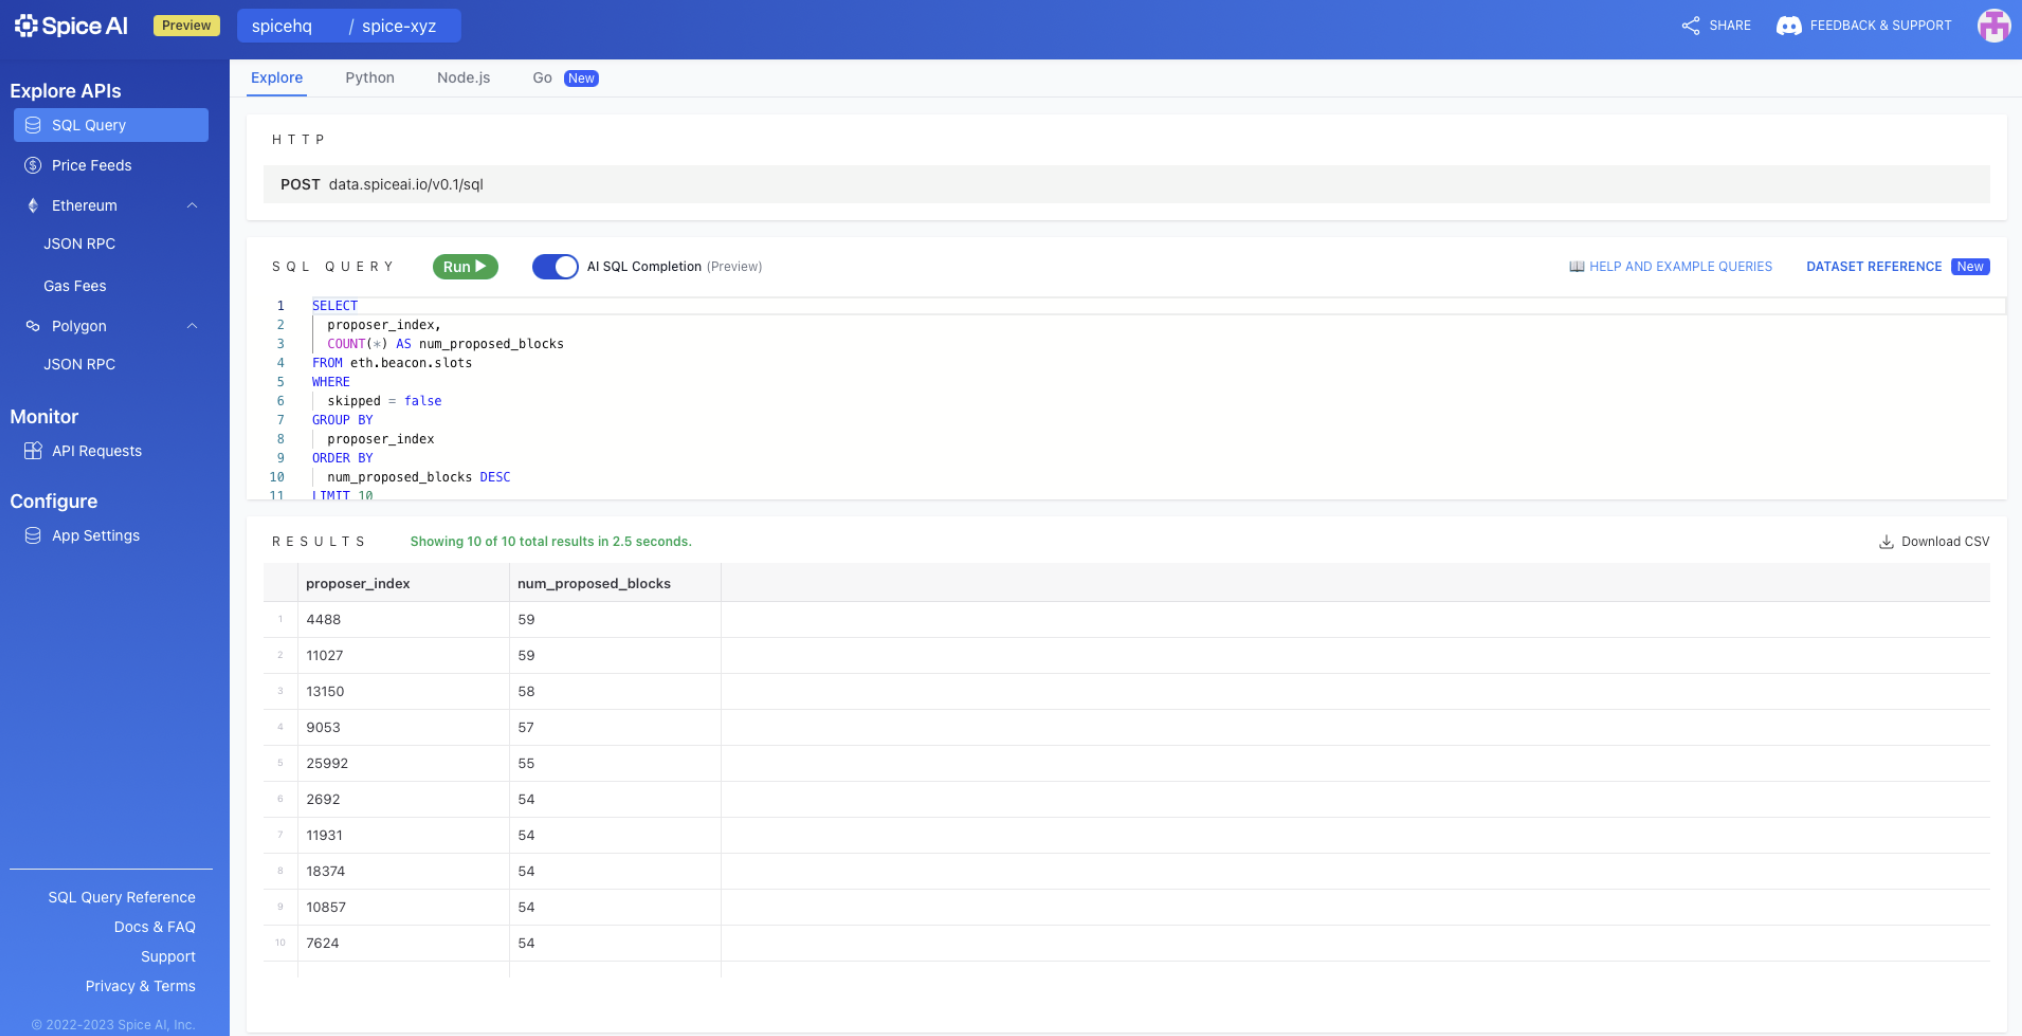 Spice AI
Preview
spicehq / spice-xyz
SHARE
FEEDBACK & SUPPORT
Explore APIs
SQL Query
Price Feeds
Ethereum
JSON RPC
Gas Fees
Polygon
JSON RPC
Monitor
API Requests
Configure
App Settings
SQL Query Reference
Docs & FAQ
Support
Privacy & Terms
© 2022-2023 Spice AI, Inc.
Explore Python Node.js Go New
HTTP
POST data.spiceai.io/v0.1/sql
SQL QUERY Run AI SQL Completion (Preview) HELP AND EXAMPLE QUERIES DATASET REFERENCE New
1 SELECT
2 proposer_index,
3 COUNT(*) AS num_proposed_blocks
4 FROM eth.beacon.slots
5 WHERE
6 skipped = false
7 GROUP BY
8 proposer_index
9 ORDER BY
10 num_proposed_blocks DESC
11 LIMIT 10
RESULTS Showing 10 of 10 total results in 2.5 seconds. Download CSV
proposer_index num_proposed_blocks
1 4488 59
2 11027 59
3 13150 58
4 9053 57
5 25992 55
6 2692 54
7 11931 54
8 18374 54
9 10857 54
10 7624 54